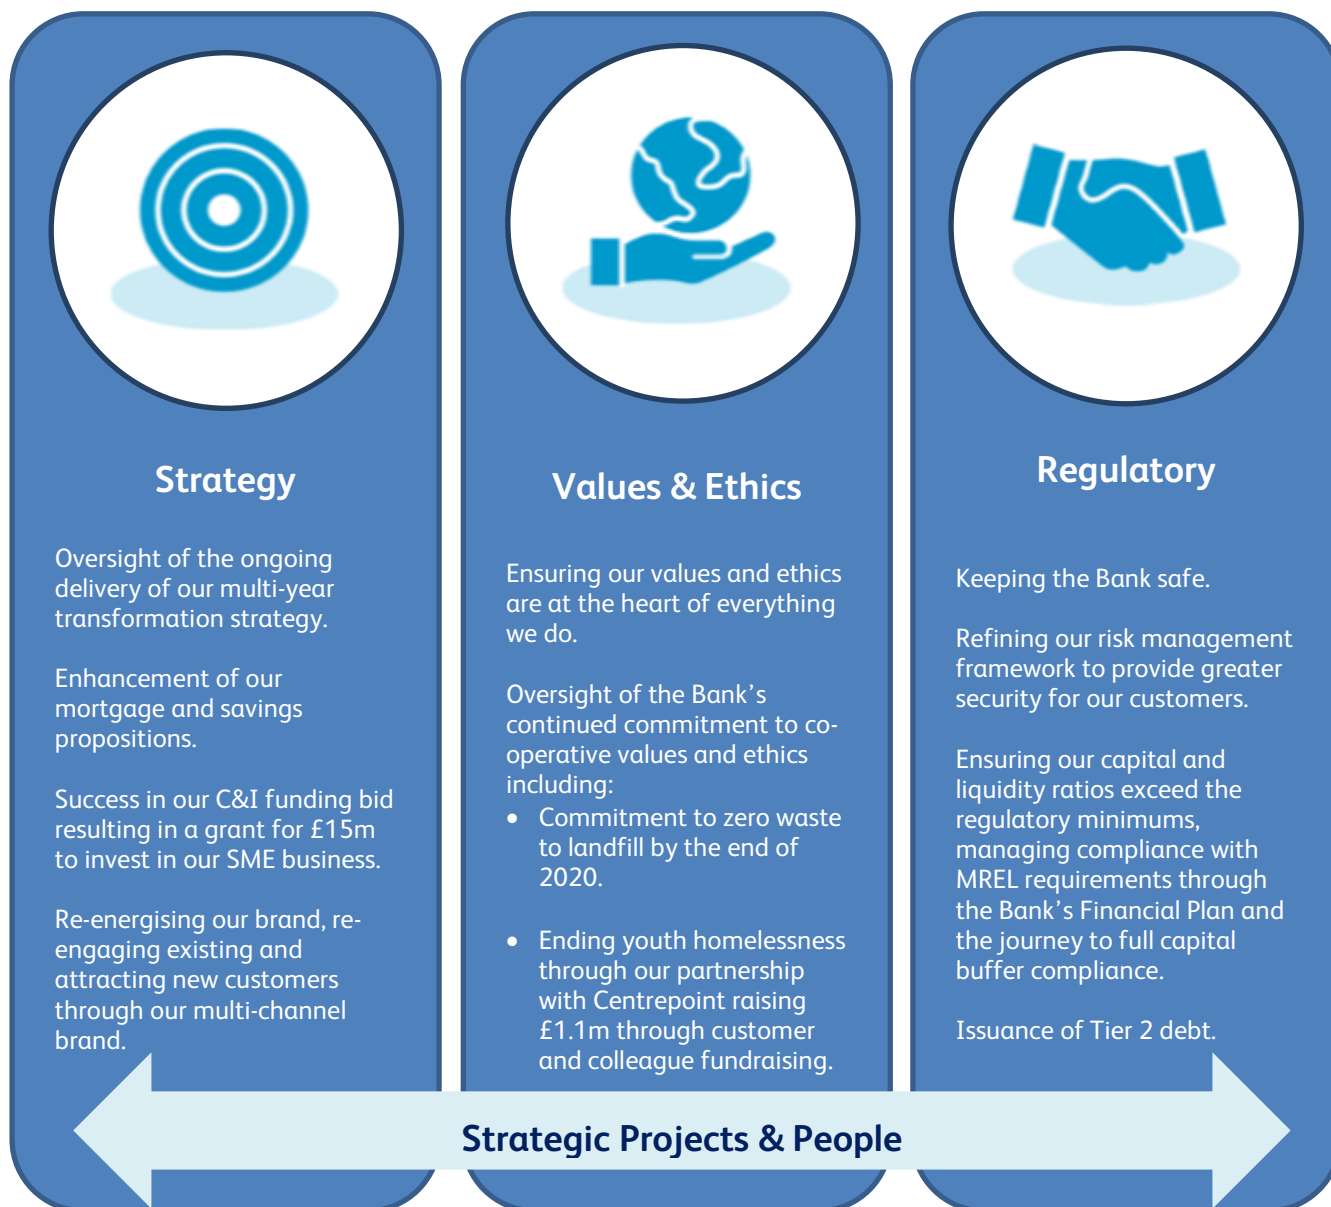 Strategy
Oversight of the ongoing
delivery of our multi-year
transformation strategy.
Enhancement of our
mortgage and savings
propositions.
Success in our C&I funding bid
resulting in a grant for £15m
to invest in our SME business.
Re-energising our brand, re-
engaging existing and
attracting new customers
through our multi-channel
brand.
Values & Ethics
Ensuring our values and ethics
are at the heart of everything
we do.
Oversight of the Bank’s
continued commitment to co-
operative values and ethics
including:
• Commitment to zero waste
to landfill by the end of
2020.
• Ending youth homelessness
through our partnership
with Centrepoint raising
£1.1m through customer
and colleague fundraising.
Regulatory
Keeping the Bank safe.
Refining our risk management
framework to provide greater
security for our customers.
Ensuring our capital and
liquidity ratios exceed the
regulatory minimums,
managing compliance with
MREL requirements through
the Bank’s Financial Plan and
the journey to full capital
buffer compliance.
Issuance of Tier 2 debt.
Strategic Projects & People